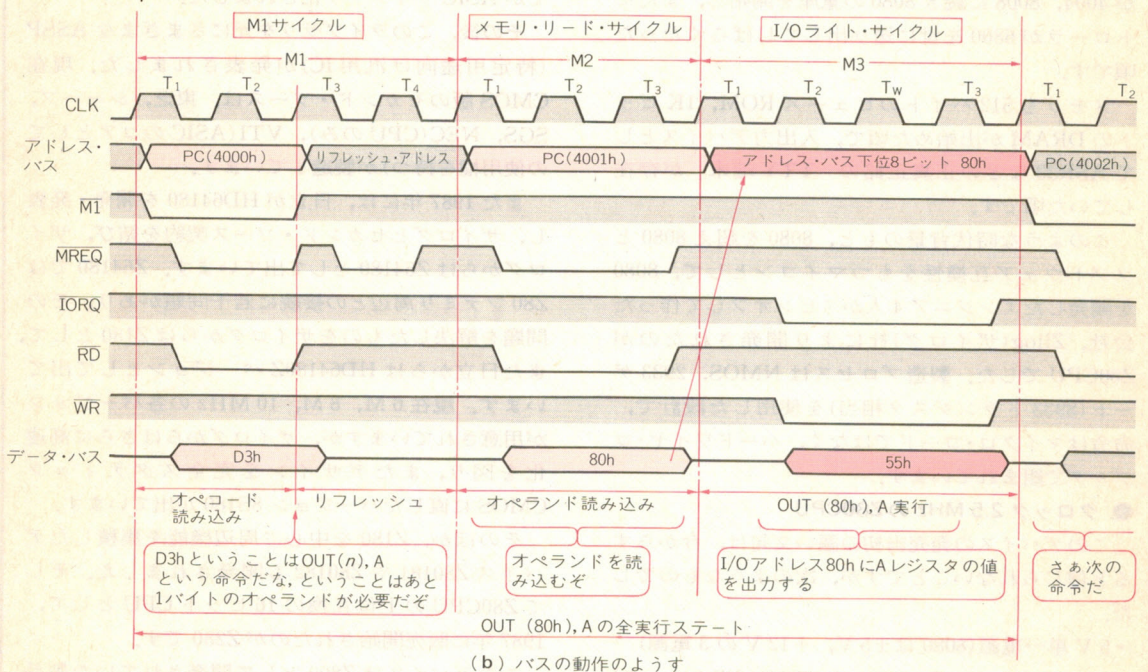 M1サイクル
メモリ・リード・サイクル
I/Oライト・サイクル
M1
M2
M3
T1 T2 T3 T4 T1 T2 T3 T1 T2 TW T3 T1 T2
CLK
アドレス・バス
PC(4000h)
リフレッシュ・アドレス
PC(4001h)
アドレス・バス下位8ビット 80h
PC(4002h)
M̅1̅
M̅R̅E̅Q̅
I̅O̅R̅Q̅
R̅D̅
W̅R̅
データ・バス
D3h
80h
55h
オペコード
読み込み
リフレッシュ
オペランド読み込み
OUT (80h), A 実行
D3hということはOUT(n), A
という命令だな, ということはあと
1バイトのオペランドが必要だぞ
オペランドを読
み込むぞ
I/Oアドレス80hにAレジスタの値
を出力する
さぁ次の
命令だ
OUT (80h), A の全実行ステート
(b) バスの動作のようす